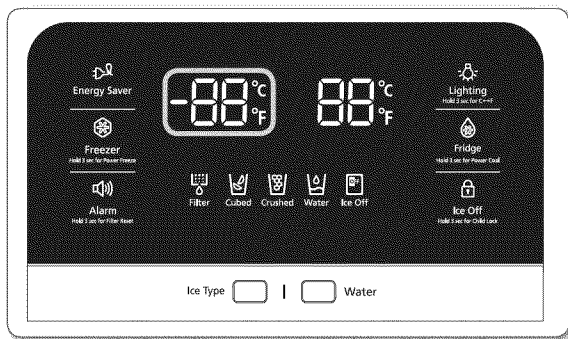 Energy Saver
Freezer
Hold 3 sec for Power Freeze
Alarm
Hold 3 sec for Filter Reset
-88 °C °F
88 °C °F
Filter Cubed Crushed Water Ice Off
Lighting
Hold 3 sec for C↔F
Fridge
Hold 3 sec for Power Cool
Ice Off
Hold 3 sec for Child Lock
Ice Type Water